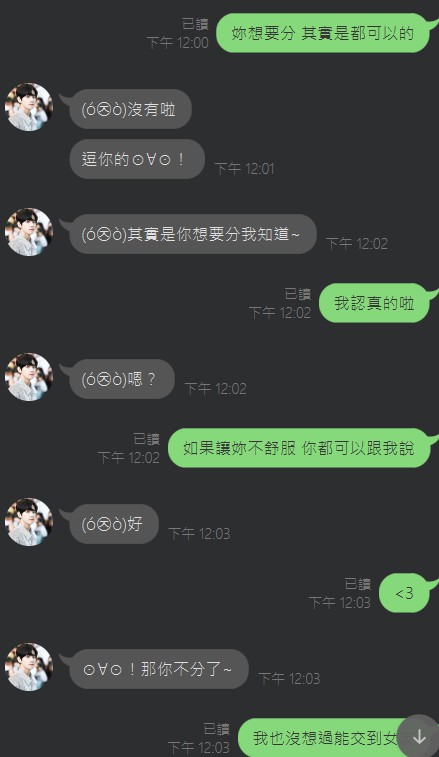 已讀
下午 12:00
妳想要分 其實是都可以的
(ó㉨ò)沒有啦
逗你的⊙∀⊙！
下午 12:01
(ó㉨ò)其實是你想要分我知道~
下午 12:02
已讀
下午 12:02
我認真的啦
(ó㉨ò)嗯？
下午 12:02
已讀
下午 12:02
如果讓妳不舒服 你都可以跟我說
(ó㉨ò)好
下午 12:03
已讀
下午 12:03
<3
⊙∀⊙！那你不分了~
下午 12:03
已讀
下午 12:03
我也沒想過能交到女